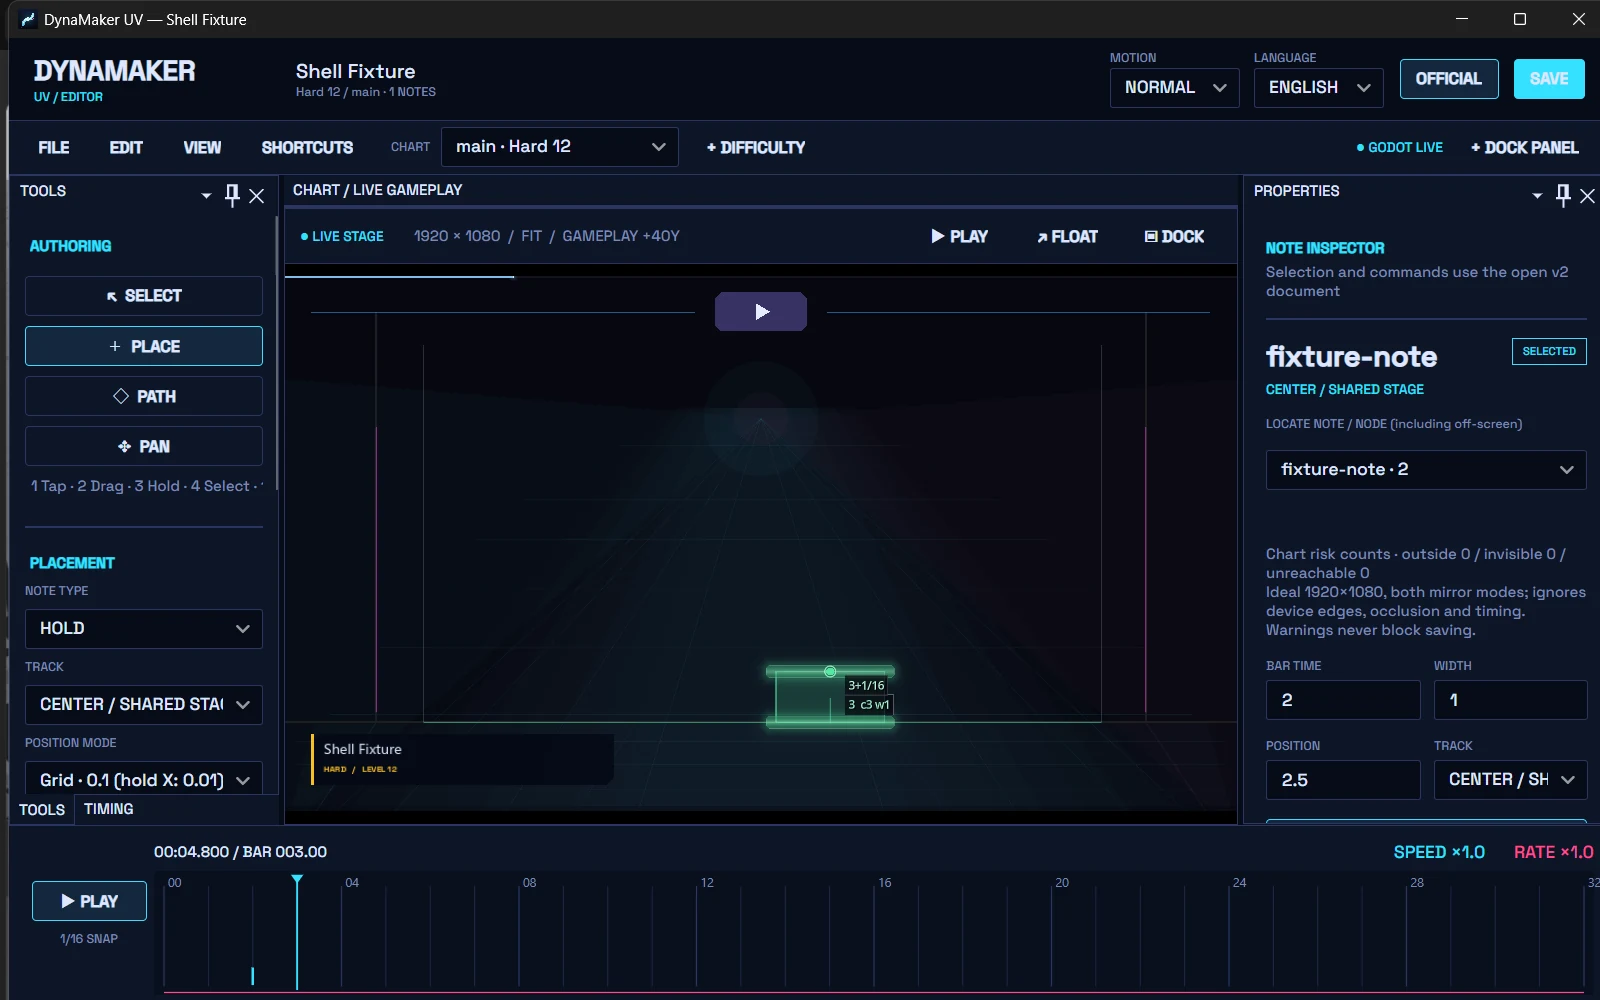 DynaMaker UV — Shell Fixture
DYNAMAKER
UV / EDITOR
Shell Fixture
Hard 12 / main · 1 NOTES
MOTION
NORMAL
LANGUAGE
ENGLISH
OFFICIAL
SAVE
FILE EDIT VIEW SHORTCUTS
CHART
main · Hard 12
+ DIFFICULTY
GODOT LIVE
+ DOCK PANEL
TOOLS
AUTHORING
SELECT
+ PLACE
PATH
PAN
1 Tap · 2 Drag · 3 Hold · 4 Select ·
PLACEMENT
NOTE TYPE
HOLD
TRACK
CENTER / SHARED STA
POSITION MODE
Grid · 0.1 (hold X: 0.01)
TOOLS TIMING
CHART / LIVE GAMEPLAY
LIVE STAGE
1920 × 1080 / FIT / GAMEPLAY +40Y
PLAY
FLOAT
DOCK
3+1/16
3 c3 w1
Shell Fixture
HARD / LEVEL 12
PROPERTIES
NOTE INSPECTOR
Selection and commands use the open v2
document
fixture-note
SELECTED
CENTER / SHARED STAGE
LOCATE NOTE / NODE (including off-screen)
fixture-note · 2
Chart risk counts · outside 0 / invisible 0 /
unreachable 0
Ideal 1920×1080, both mirror modes; ignores
device edges, occlusion and timing.
Warnings never block saving.
BAR TIME WIDTH
2 1
POSITION TRACK
2.5 CENTER / SH
00:04.800 / BAR 003.00
SPEED ×1.0 RATE ×1.0
PLAY
1/16 SNAP
00 04 08 12 16 20 24 28 32